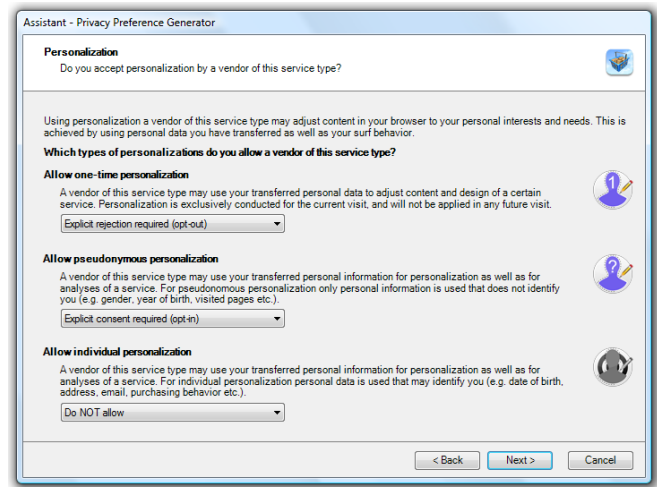 Assistant - Privacy Preference Generator
Personalization
Do you accept personalization by a vendor of this service type?
Using personalization a vendor of this service type may adjust content in your browser to your personal interests and needs. This is
achieved by using personal data you have transferred as well as your surf behavior.
Which types of personalizations do you allow a vendor of this service type?
Allow one-time personalization
A vendor of this service type may use your transferred personal data to adjust content and design of a certain
service. Personalization is exclusively conducted for the current visit, and will not be applied in any future visit.
1
Explicit rejection required (opt-out)
Allow pseudonymous personalization
A vendor of this service type may use your transferred personal information for personalization as well as for
analyses of a service. For pseudonomous personalization only personal information is used that does not identify
you (e.g. gender, year of birth, visited pages etc.).
?
Explicit consent required (opt-in)
Allow individual personalization
A vendor of this service type may use your transferred personal information for personalization as well as for
analyses of a service. For individual personalization personal data is used that may identify you (e.g. date of birth,
address, email, purchasing behavior etc.).
Do NOT allow
< Back
Next >
Cancel